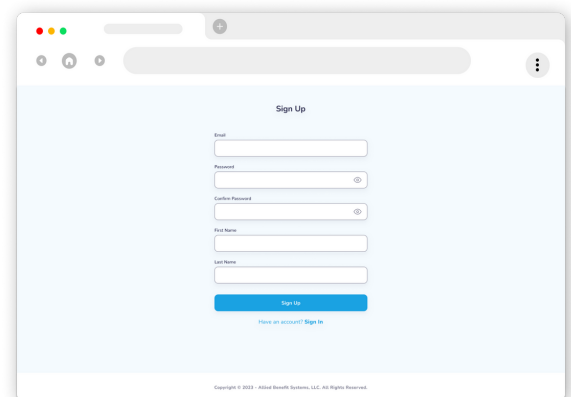 Sign Up
Email
Password
Confirm Password
First Name
Last Name
Sign Up
Have an account? Sign In
Copyright © 2023 - Allied Benefit Systems, LLC. All Rights Reserved.